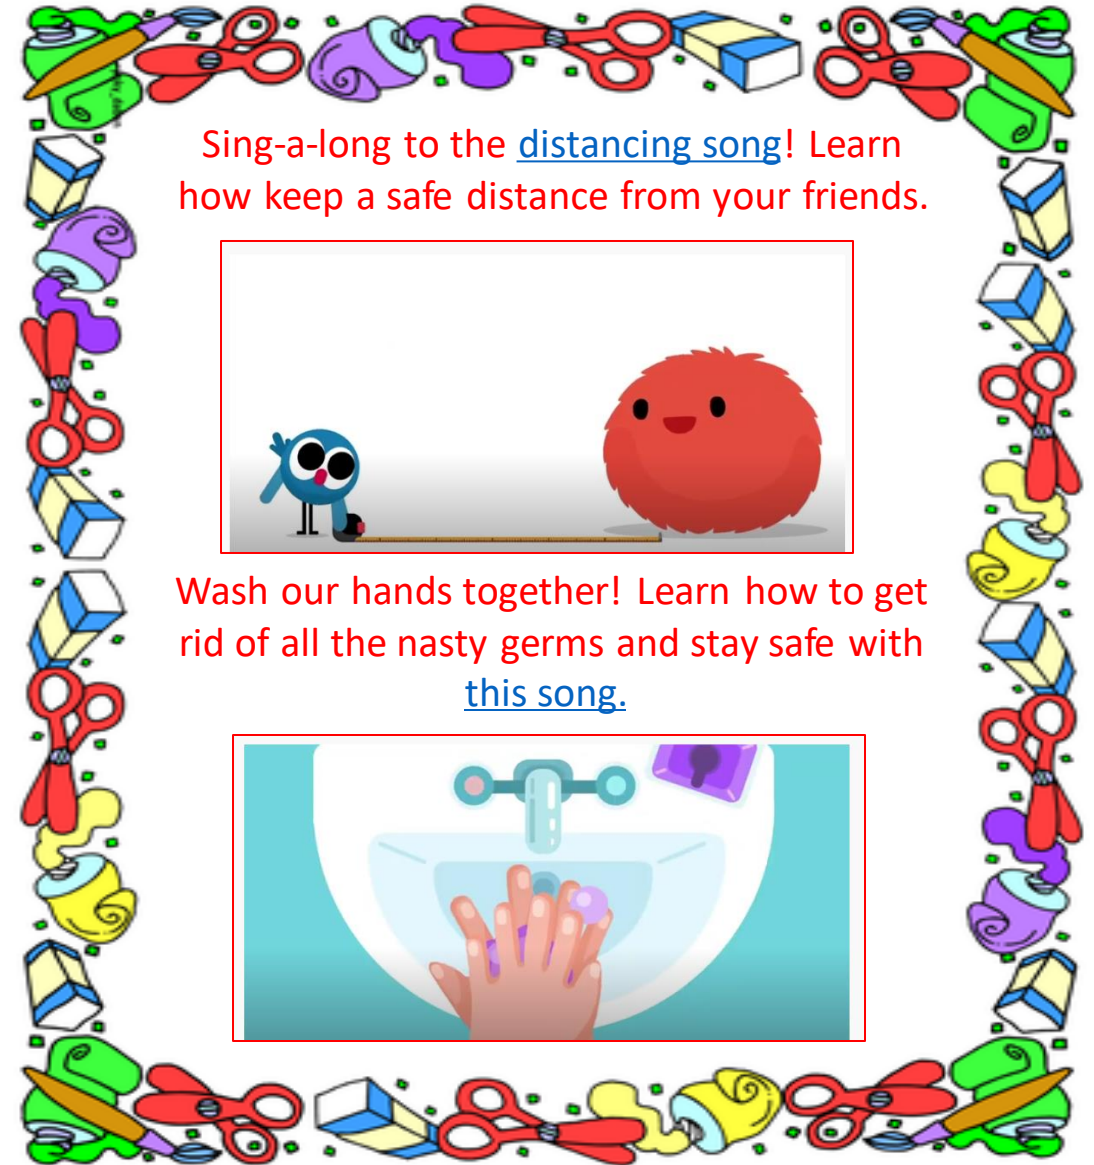 Sing-a-long to the distancing song! Learn
how keep a safe distance from your friends.
Wash our hands together! Learn how to get
rid of all the nasty germs and stay safe with
this song.